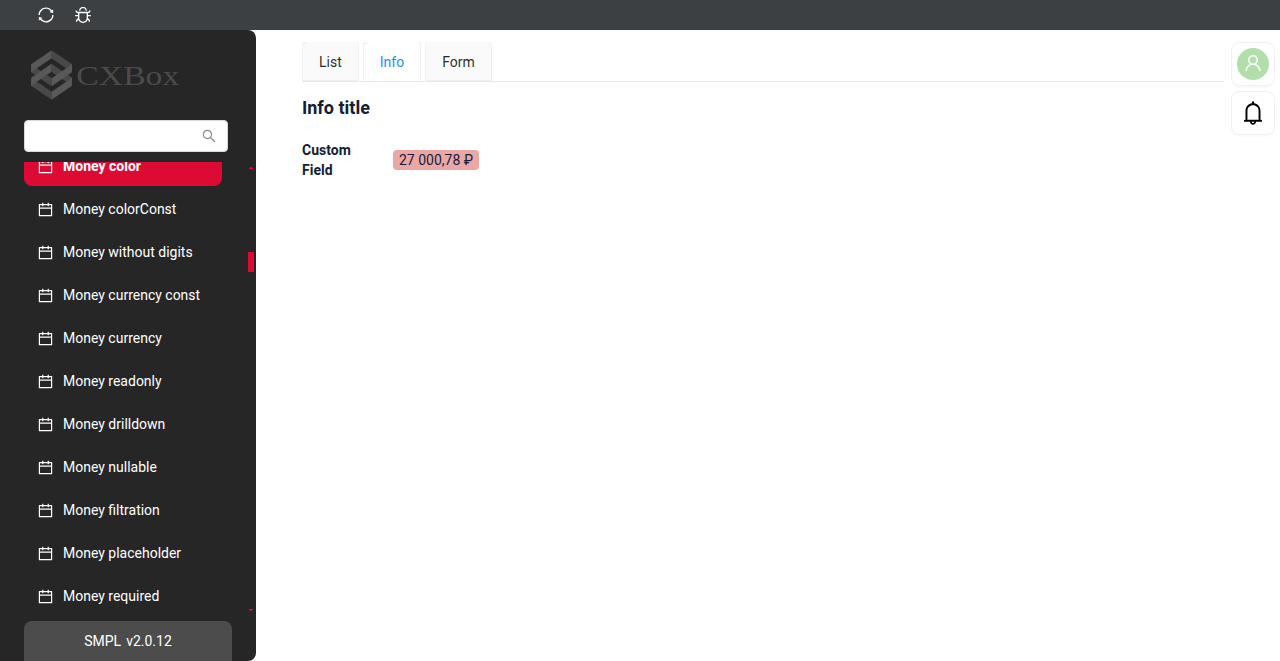 CXBox
Money color
Money colorConst
Money without digits
Money currency const
Money currency
Money readonly
Money drilldown
Money nullable
Money filtration
Money placeholder
Money required
SMPL v2.0.12
List Info Form
Info title
Custom
Field
27 000,78 ₽